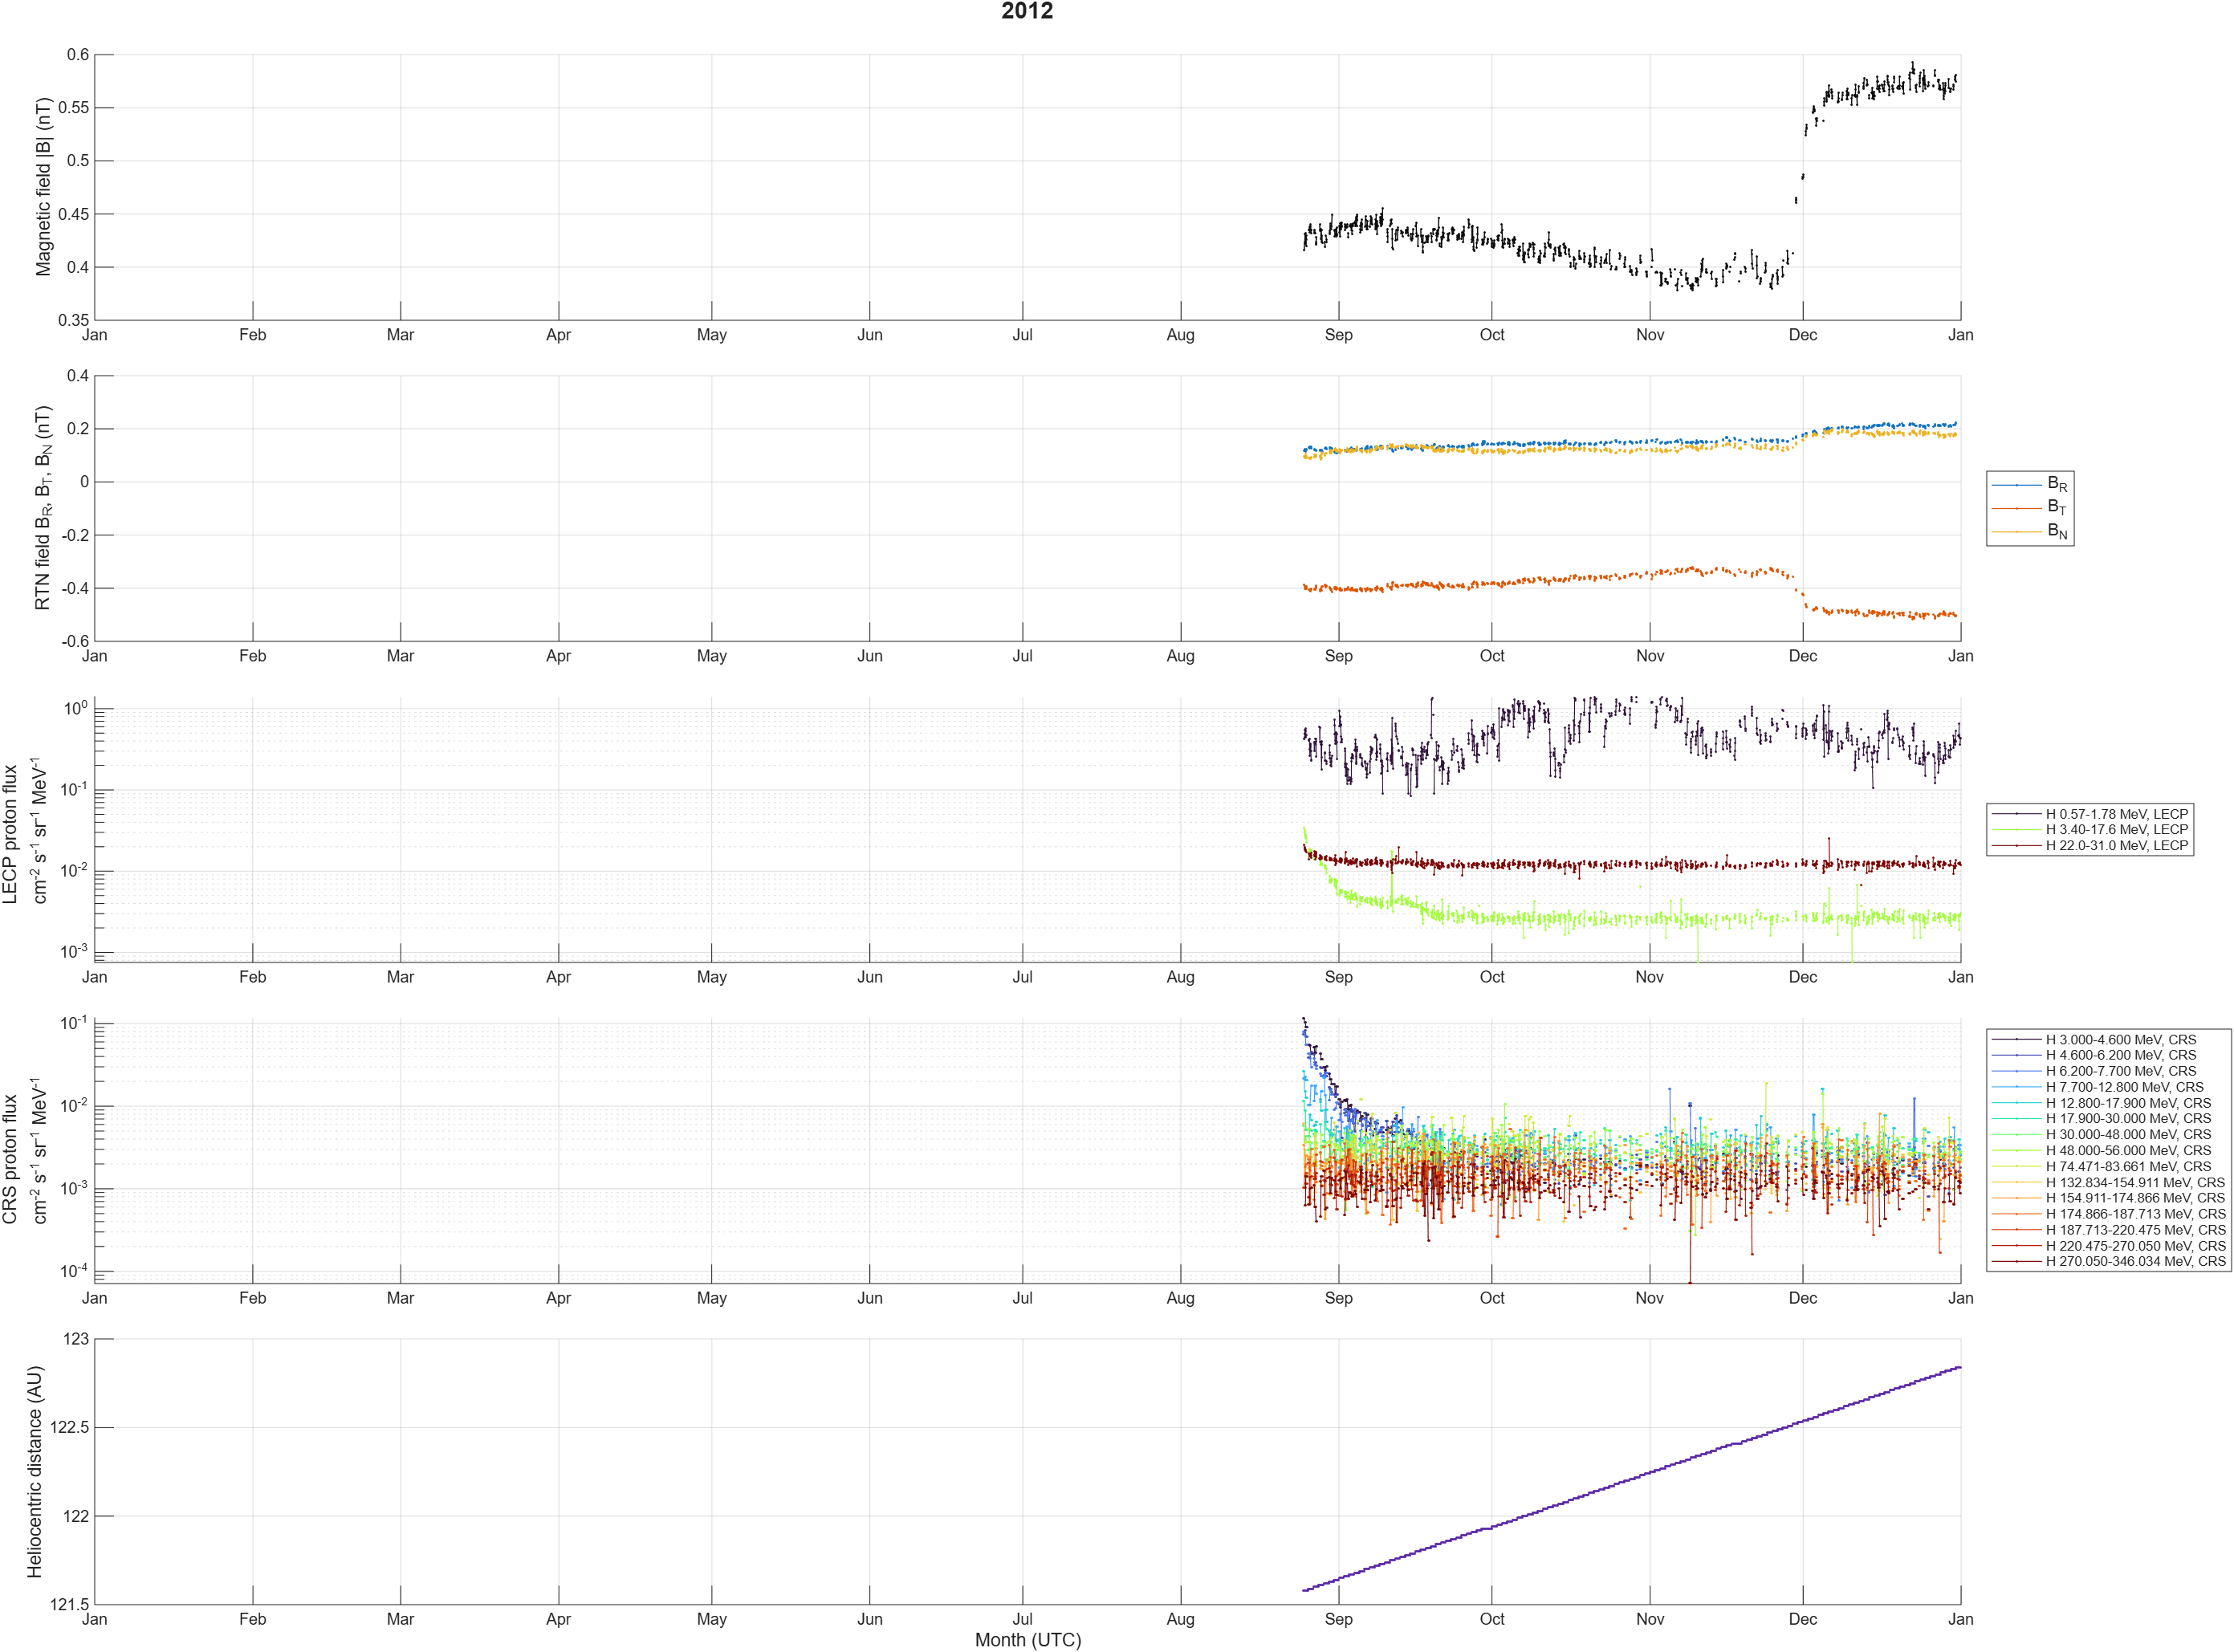 2012
Magnetic field |B| (nT)
0.6
0.55
0.5
0.45
0.4
0.35
Jan Feb Mar Apr May Jun Jul Aug Sep Oct Nov Dec Jan
RTN field B_R, B_T, B_N (nT)
0.4
0.2
0
-0.2
-0.4
-0.6
Jan Feb Mar Apr May Jun Jul Aug Sep Oct Nov Dec Jan
B_R
B_T
B_N
LECP proton flux
cm^-2 s^-1 sr^-1 MeV^-1
10^0
10^-1
10^-2
10^-3
Jan Feb Mar Apr May Jun Jul Aug Sep Oct Nov Dec Jan
H 0.57-1.78 MeV, LECP
H 3.40-17.6 MeV, LECP
H 22.0-31.0 MeV, LECP
CRS proton flux
cm^-2 s^-1 sr^-1 MeV^-1
10^-1
10^-2
10^-3
10^-4
Jan Feb Mar Apr May Jun Jul Aug Sep Oct Nov Dec Jan
H 3.000-4.600 MeV, CRS
H 4.600-6.200 MeV, CRS
H 6.200-7.700 MeV, CRS
H 7.700-12.800 MeV, CRS
H 12.800-17.900 MeV, CRS
H 17.900-30.000 MeV, CRS
H 30.000-48.000 MeV, CRS
H 48.000-56.000 MeV, CRS
H 74.471-83.661 MeV, CRS
H 132.834-154.911 MeV, CRS
H 154.911-174.866 MeV, CRS
H 174.866-187.713 MeV, CRS
H 187.713-220.475 MeV, CRS
H 220.475-270.050 MeV, CRS
H 270.050-346.034 MeV, CRS
Heliocentric distance (AU)
123
122.5
122
121.5
Jan Feb Mar Apr May Jun Jul Aug Sep Oct Nov Dec Jan
Month (UTC)